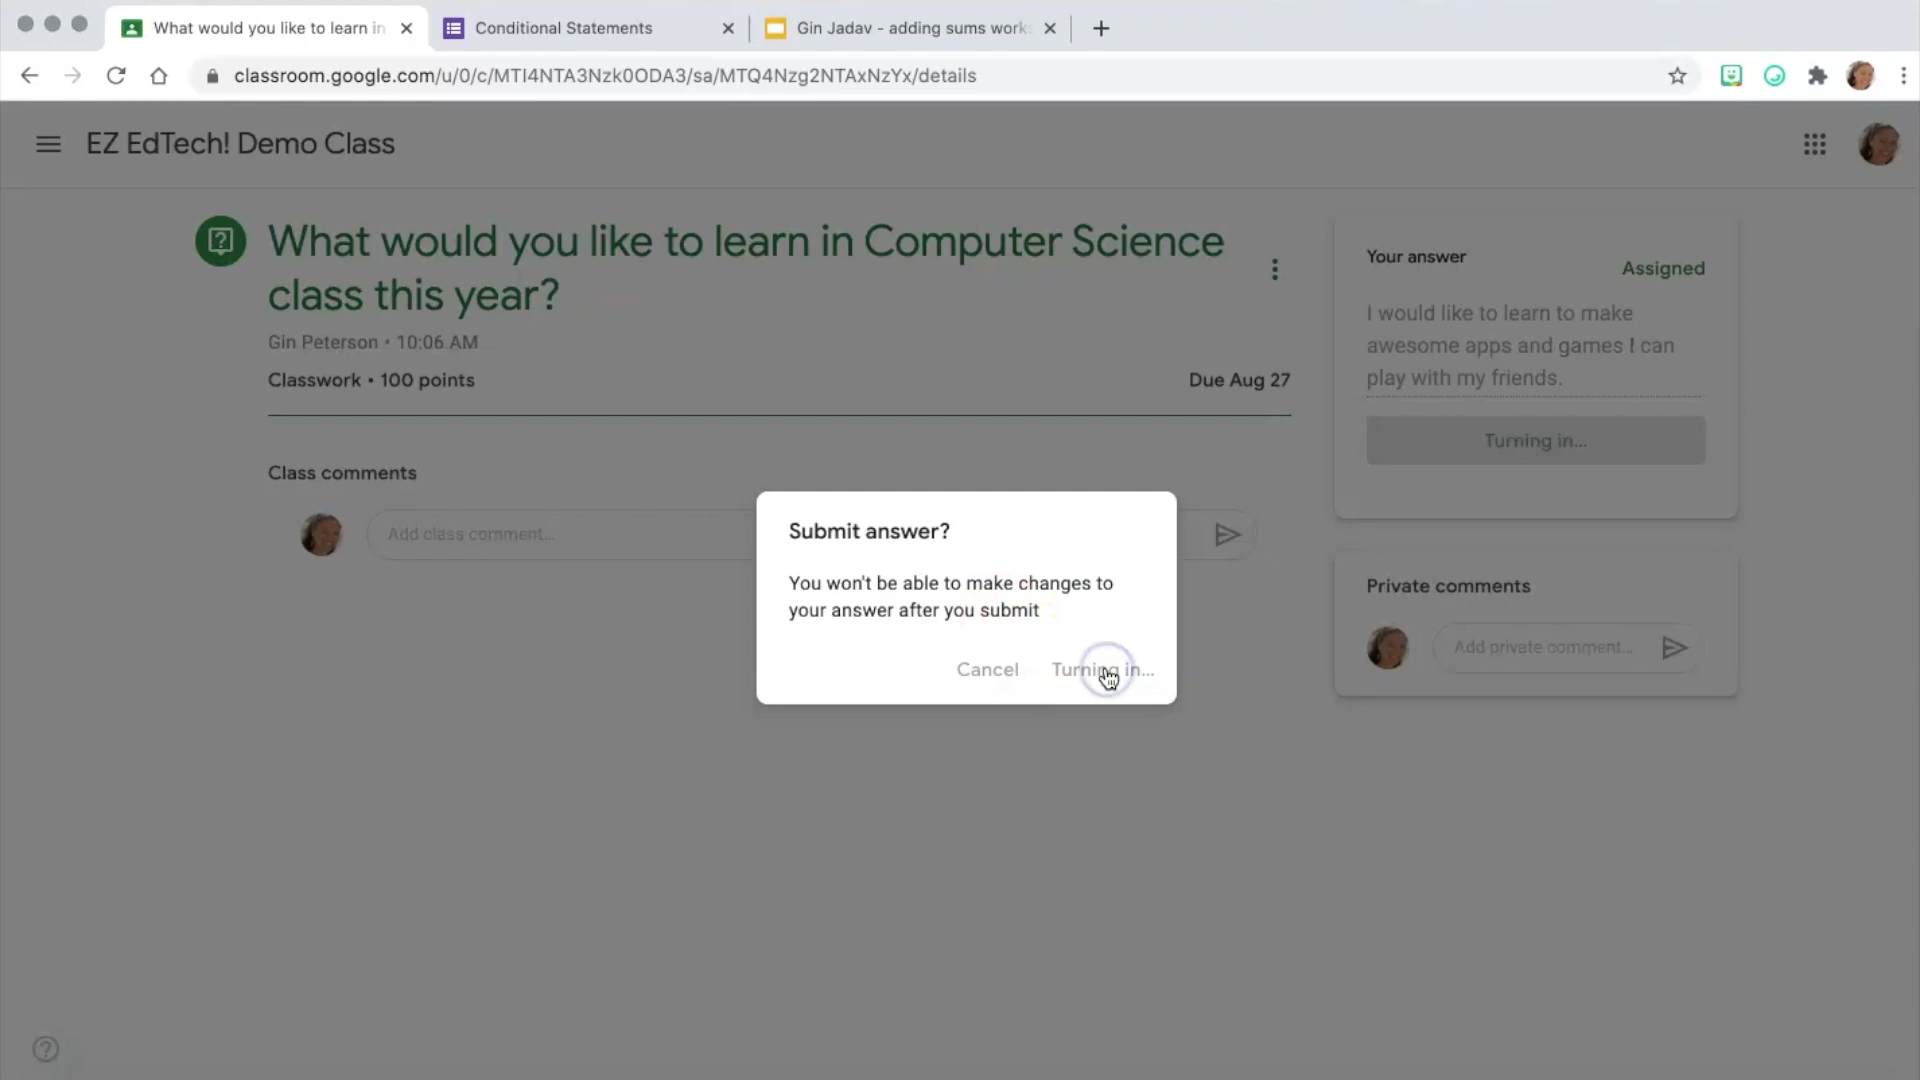 What would you like to learn in
Conditional Statements
Gin Jadav - adding sums works
classroom.google.com/u/0/c/MTI4NTA3Nzk0ODA3/sa/MTQ4Nzg2NTAxNzYx/details
EZ EdTech! Demo Class
What would you like to learn in Computer Science
class this year?
Gin Peterson • 10:06 AM
Classwork • 100 points
Due Aug 27
Class comments
Add class comment...
Your answer
Assigned
I would like to learn to make
awesome apps and games I can
play with my friends.
Turning in...
Private comments
Add private comment...
Submit answer?
You won't be able to make changes to
your answer after you submit
Cancel
Turning in...